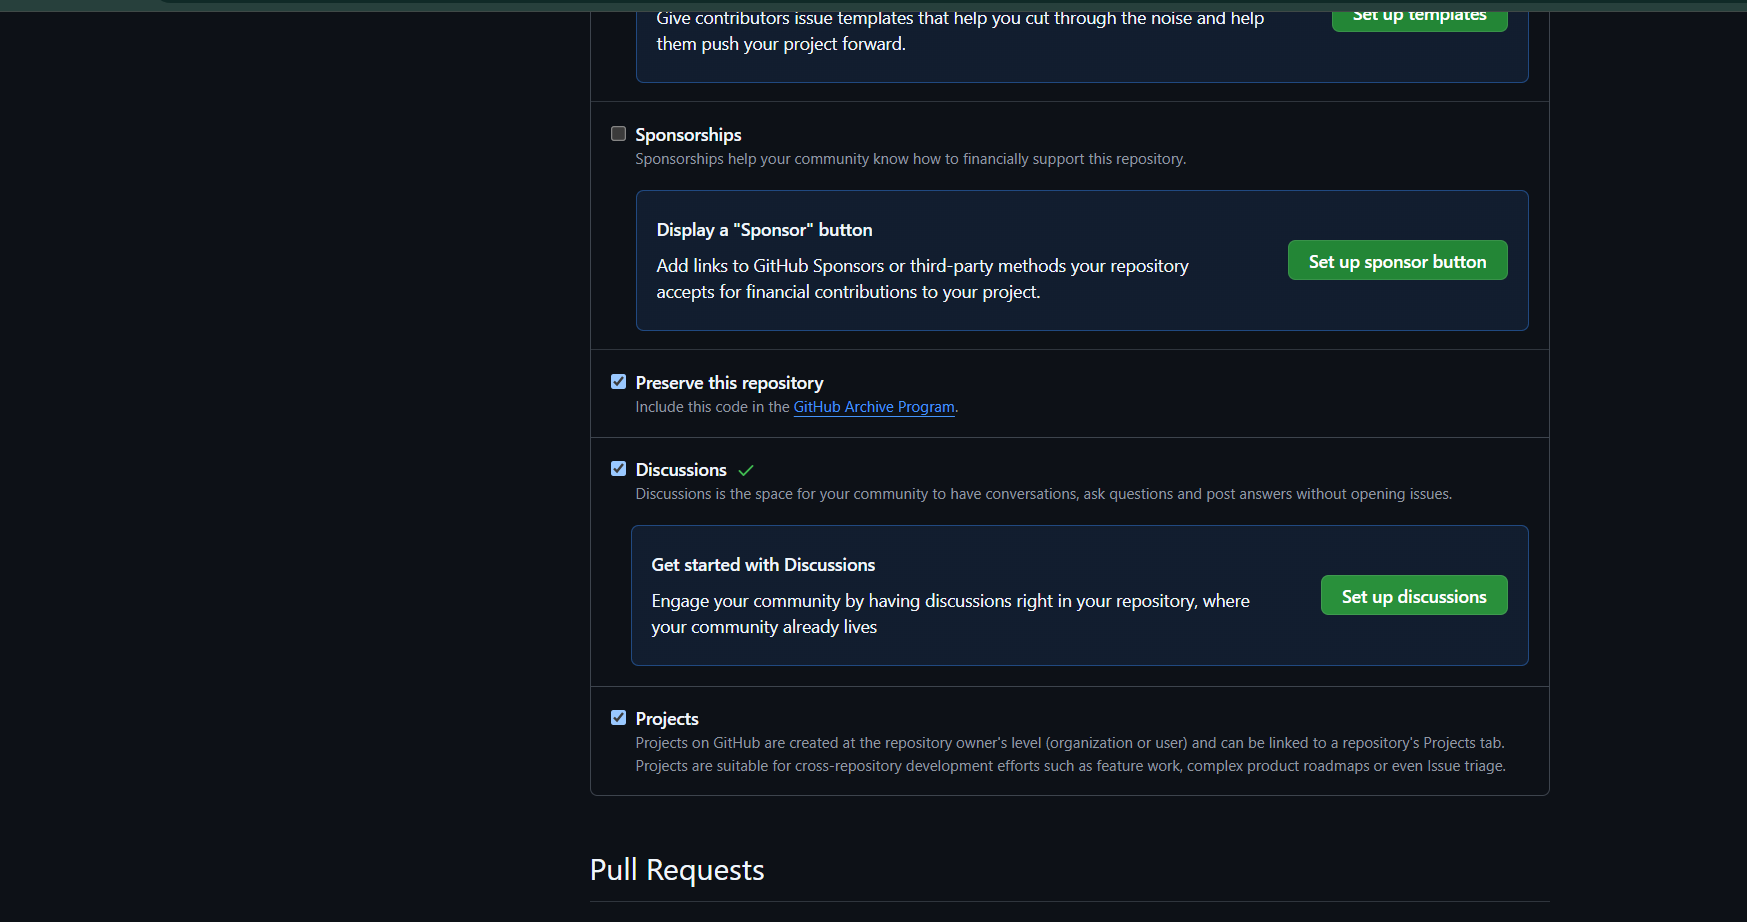 Give contributors issue templates that help you cut through the noise and help
them push your project forward.
Set up templates
Sponsorships
Sponsorships help your community know how to financially support this repository.
Display a "Sponsor" button
Add links to GitHub Sponsors or third-party methods your repository
accepts for financial contributions to your project.
Set up sponsor button
Preserve this repository
Include this code in the GitHub Archive Program.
Discussions
Discussions is the space for your community to have conversations, ask questions and post answers without opening issues.
Get started with Discussions
Engage your community by having discussions right in your repository, where
your community already lives
Set up discussions
Projects
Projects on GitHub are created at the repository owner's level (organization or user) and can be linked to a repository's Projects tab.
Projects are suitable for cross-repository development efforts such as feature work, complex product roadmaps or even Issue triage.
Pull Requests